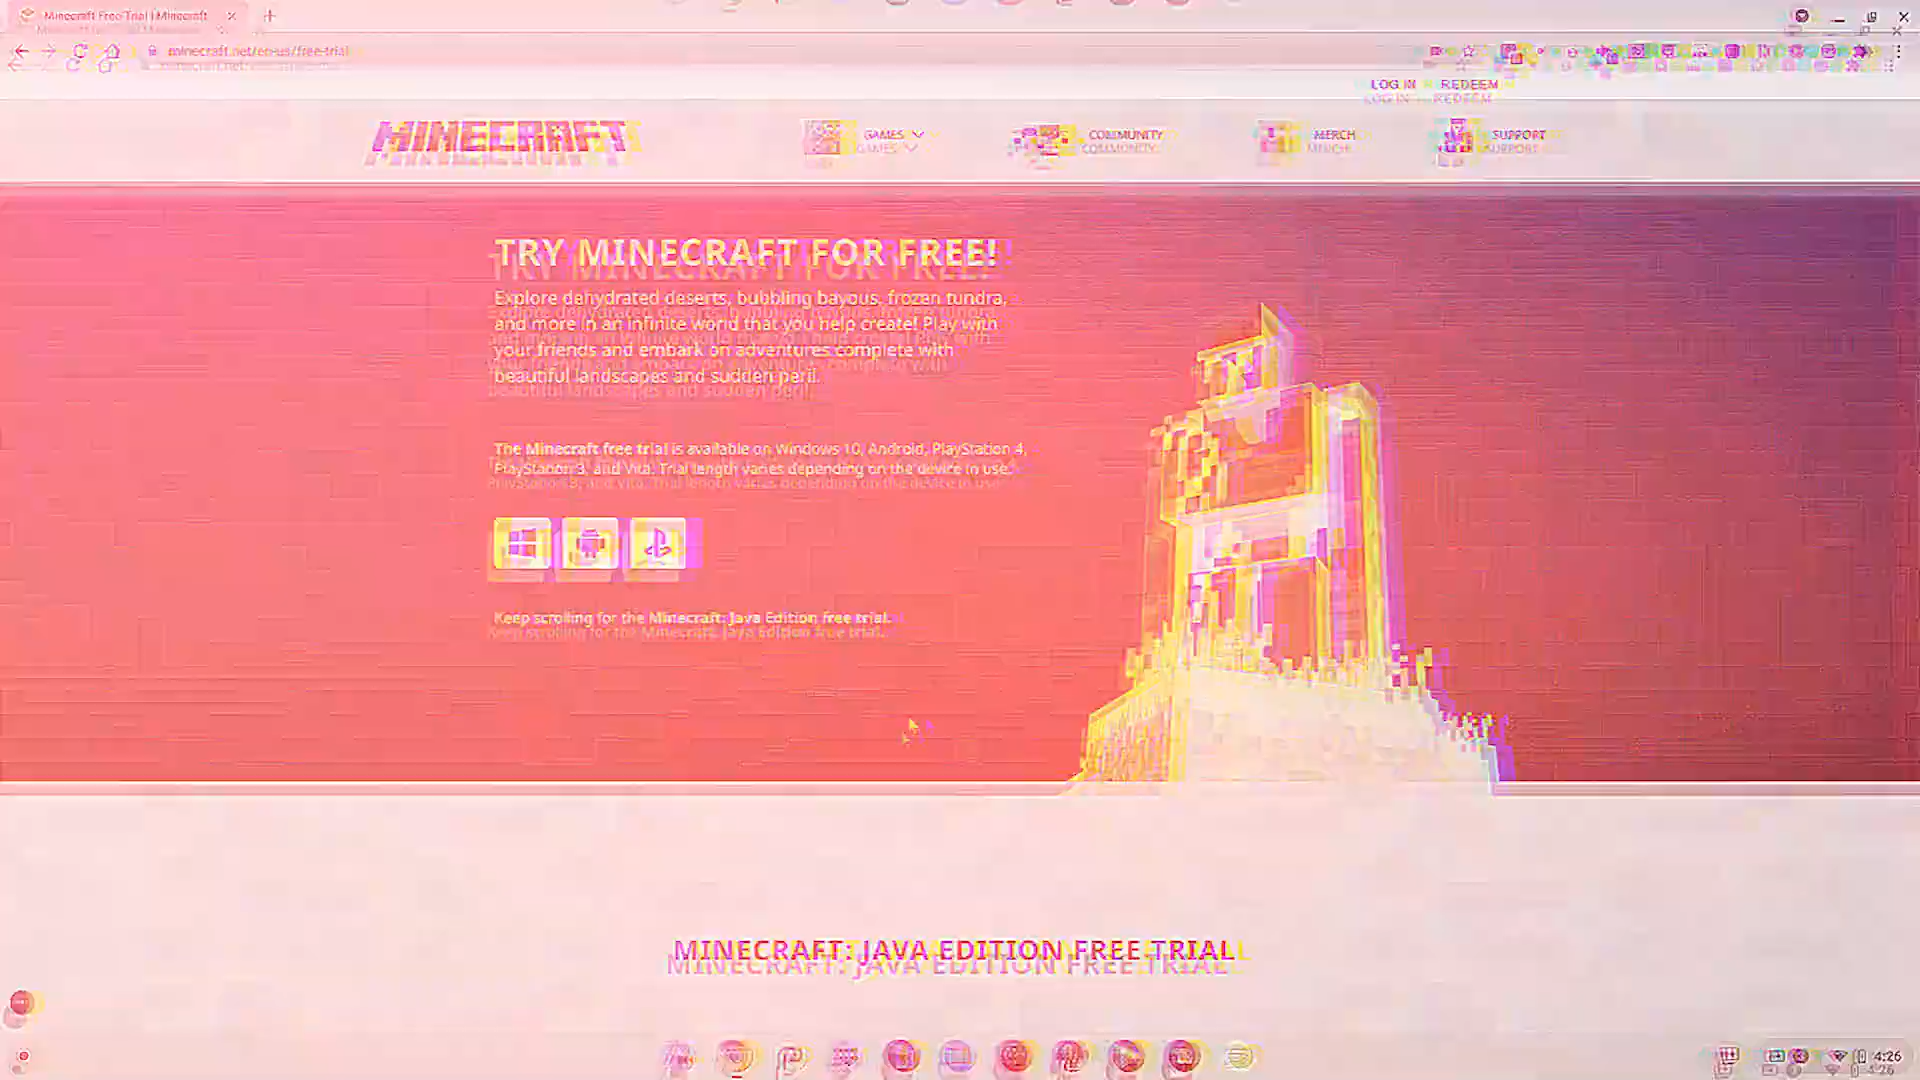 Minecraft Free Trial | Minecraft
minecraft.net/en-us/free-trial
LOG IN REDEEM
MINECRAFT
GAMES
COMMUNITY
MERCH
SUPPORT
TRY MINECRAFT FOR FREE!
Explore dehydrated deserts, bubbling bayous, frozen tundra,
and more in an infinite world that you help create! Play with
your friends and embark on adventures complete with
beautiful landscapes and sudden peril.
The Minecraft free trial is available on Windows 10, Android, PlayStation 4,
PlayStation 3, and Vita. Trial length varies depending on the device in use.
Keep scrolling for the Minecraft: Java Edition free trial.
MINECRAFT: JAVA EDITION FREE TRIAL
4:26